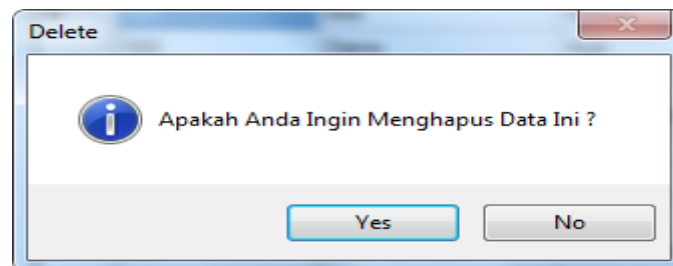 Delete
Apakah Anda Ingin Menghapus Data Ini ?
Yes
No